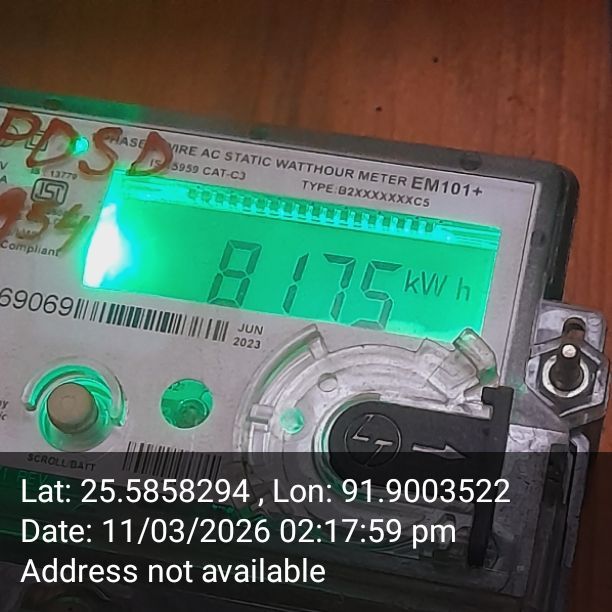 PDSD
PHASE WIRE AC STATIC WATTHOUR METER EM101+
13779
5959 CAT-C3
TYPE: B2XXXXXXXC5
Compliant
8175 kWh
69069
JUN
2023
SCROLL/BATT
LT
Lat: 25.5858294 , Lon: 91.9003522
Date: 11/03/2026 02:17:59 pm
Address not available